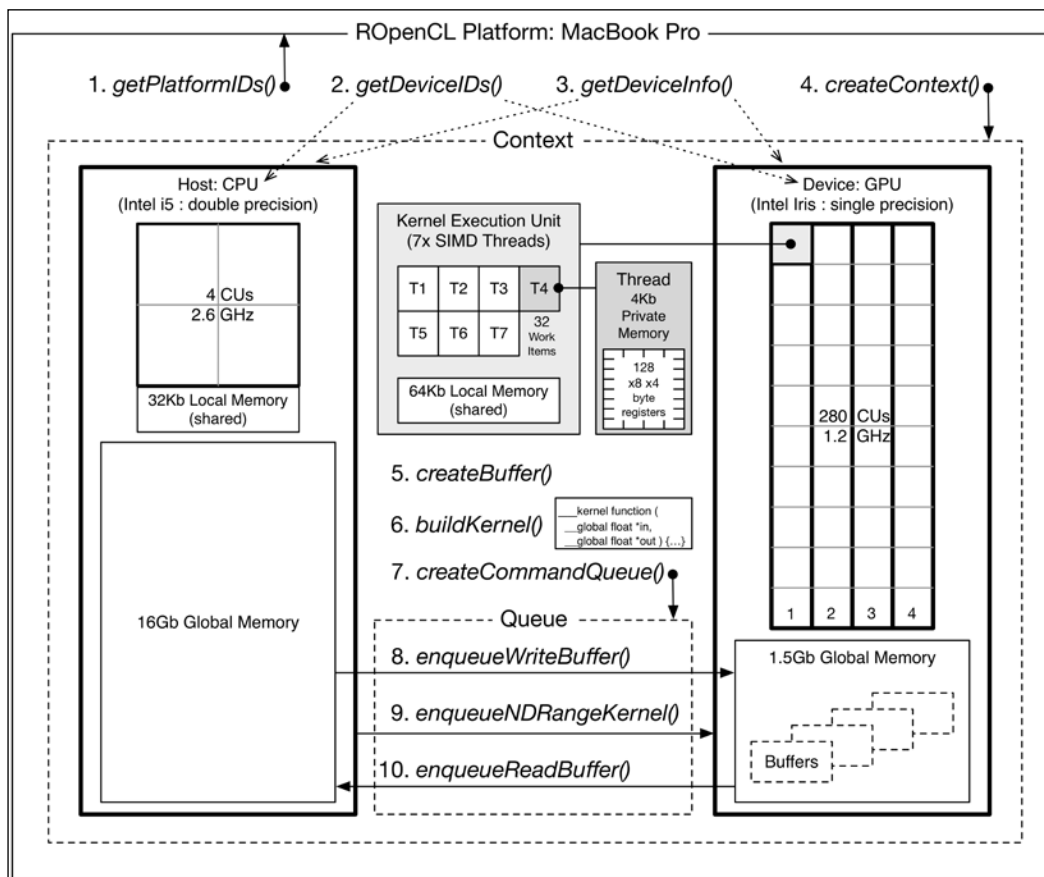 ROpenCL Platform: MacBook Pro
1. getPlatformIDs()
2. getDeviceIDs()
3. getDeviceInfo()
4. createContext()
Context
Host: CPU
(Intel i5 : double precision)
4 CUs
2.6 GHz
32Kb Local Memory
(shared)
16Gb Global Memory
Kernel Execution Unit
(7x SIMD Threads)
T1 T2 T3 T4
T5 T6 T7
32
Work
Items
64Kb Local Memory
(shared)
Thread
4Kb
Private
Memory
128
x8 x4
byte
registers
5. createBuffer()
6. buildKernel()
___kernel function (
__global float *in,
__global float *out ) {...}
7. createCommandQueue()
Queue
8. enqueueWriteBuffer()
9. enqueueNDRangeKernel()
10. enqueueReadBuffer()
Device: GPU
(Intel Iris : single precision)
280 CUs
1.2 GHz
1 2 3 4
1.5Gb Global Memory
Buffers